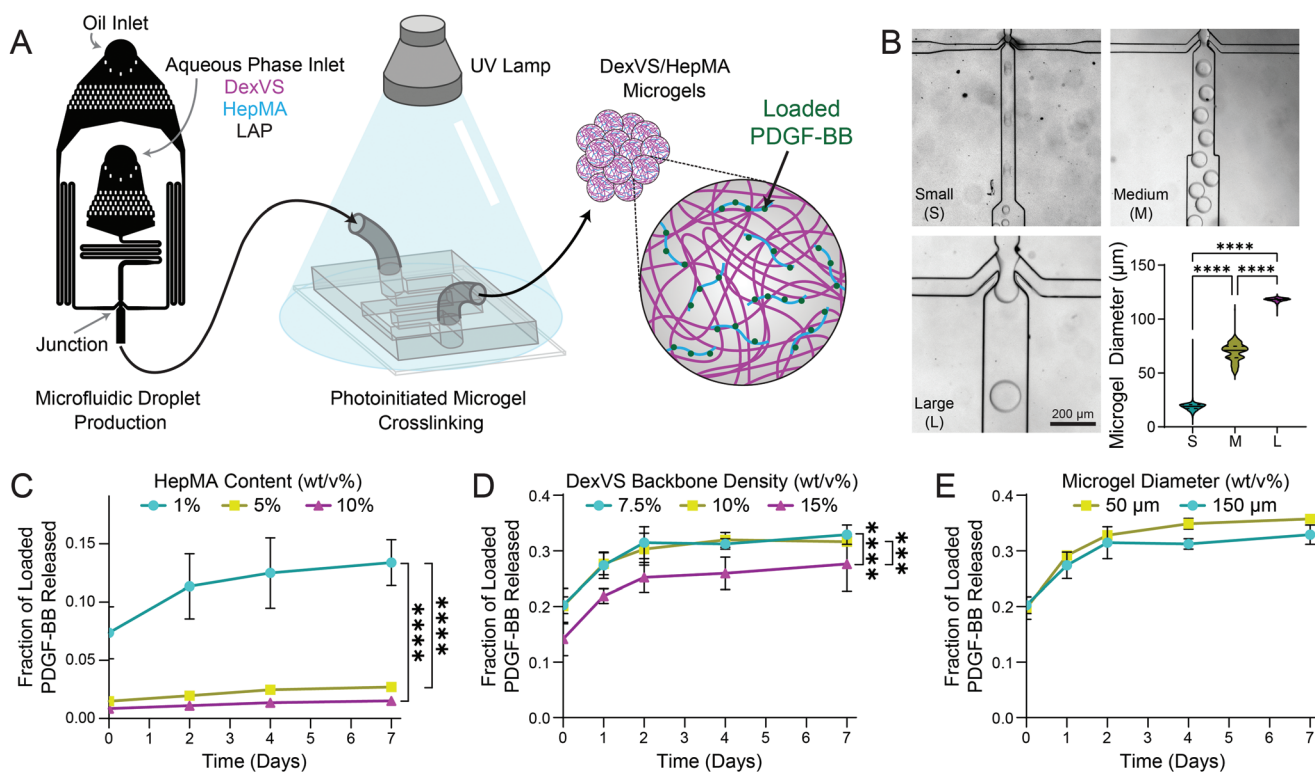 A
Oil Inlet
Aqueous Phase Inlet
DexVS
HepMA
LAP
Junction
Microfluidic Droplet
Production
UV Lamp
Photoinitiated Microgel
Crosslinking
DexVS/HepMA
Microgels
Loaded
PDGF-BB
B
Small
(S)
Medium
(M)
Large
(L)
200 μm
Microgel Diameter (μm)
150
100
50
0
S M L
****
**** ****
C
HepMA Content (wt/v%)
1% 5% 10%
Fraction of Loaded
PDGF-BB Released
0.15
0.10
0.05
0.00
0 1 2 3 4 5 6 7
Time (Days)
****
****
D
DexVS Backbone Density (wt/v%)
7.5% 10% 15%
Fraction of Loaded
PDGF-BB Released
0.4
0.3
0.2
0.1
0.0
0 1 2 3 4 5 6 7
Time (Days)
****
***
E
Microgel Diameter (wt/v%)
50 μm 150 μm
Fraction of Loaded
PDGF-BB Released
0.4
0.3
0.2
0.1
0.0
0 1 2 3 4 5 6 7
Time (Days)